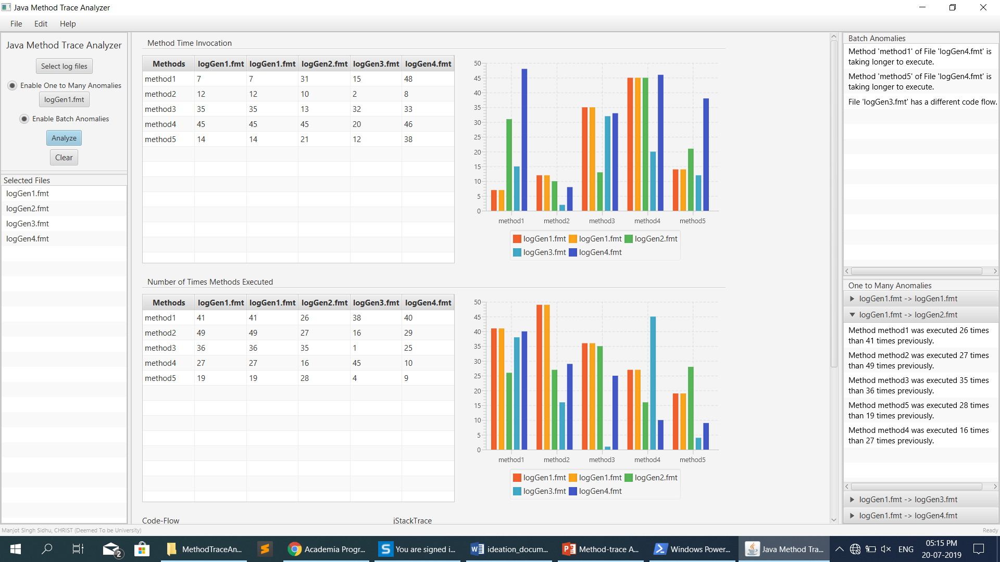 Java Method Trace Analyzer
File Edit Help
Java Method Trace Analyzer
Select log files
Enable One to Many Anomalies
logGen1.fmt
Enable Batch Anomalies
Analyze
Clear
Selected Files
logGen1.fmt
logGen2.fmt
logGen3.fmt
logGen4.fmt
Method Time Invocation
Methods logGen1.fmt logGen1.fmt logGen2.fmt logGen3.fmt logGen4.fmt
method1 7 7 31 15 48
method2 12 12 10 2 8
method3 35 35 13 32 33
method4 45 45 45 20 46
method5 14 14 21 12 38
50
45
40
35
30
25
20
15
10
5
0
method1 method2 method3 method4 method5
logGen1.fmt logGen1.fmt logGen2.fmt
logGen3.fmt logGen4.fmt
Number of Times Methods Executed
Methods logGen1.fmt logGen1.fmt logGen2.fmt logGen3.fmt logGen4.fmt
method1 41 41 26 38 40
method2 49 49 27 16 29
method3 36 36 35 1 25
method4 27 27 16 45 10
method5 19 19 28 4 9
50
45
40
35
30
25
20
15
10
5
0
method1 method2 method3 method4 method5
logGen1.fmt logGen1.fmt logGen2.fmt
logGen3.fmt logGen4.fmt
Code-Flow jStackTrace
Batch Anomalies
Method 'method1' of File 'logGen4.fmt' is
taking longer to execute.
Method 'method5' of File 'logGen4.fmt' is
taking longer to execute.
File 'logGen3.fmt' has a different code flow.
One to Many Anomalies
logGen1.fmt -> logGen1.fmt
logGen1.fmt -> logGen2.fmt
Method method1 was executed 26 times
than 41 times previously.
Method method2 was executed 27 times
than 49 times previously.
Method method3 was executed 35 times
than 36 times previously.
Method method5 was executed 28 times
than 19 times previously.
Method method4 was executed 16 times
than 27 times previously.
logGen1.fmt -> logGen3.fmt
logGen1.fmt -> logGen4.fmt
Manjot SIngh Sidhu, CHRIST (Deemed To be University) Ready
2 MethodTraceAn... Academia Progr... S You are signed i... W ideation_docum... P Method-trace A... Windows Power... Java Method Tra... ENG
05:15 PM
20-07-2019